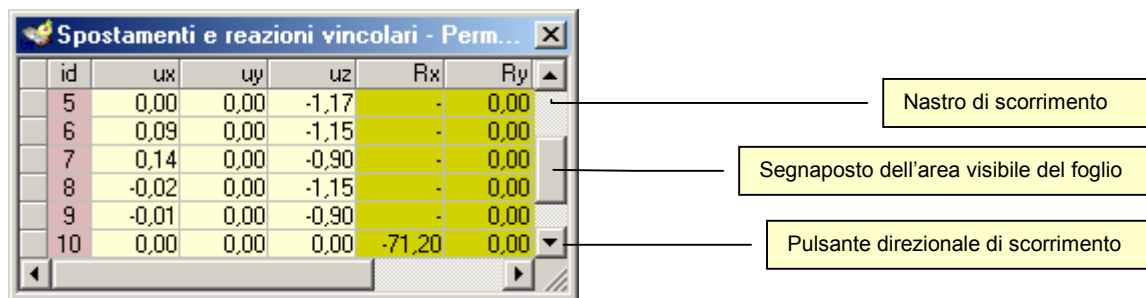 Spostamenti e reazioni vincolari - Perm...
id ux uy uz Rx Ry
5 0,00 0,00 -1,17 - 0,00
6 0,09 0,00 -1,15 - 0,00
7 0,14 0,00 -0,90 - 0,00
8 -0,02 0,00 -1,15 - 0,00
9 -0,01 0,00 -0,90 - 0,00
10 0,00 0,00 0,00 -71,20 0,00
Nastro di scorrimento
Segnaposto dell'area visibile del foglio
Pulsante direzionale di scorrimento